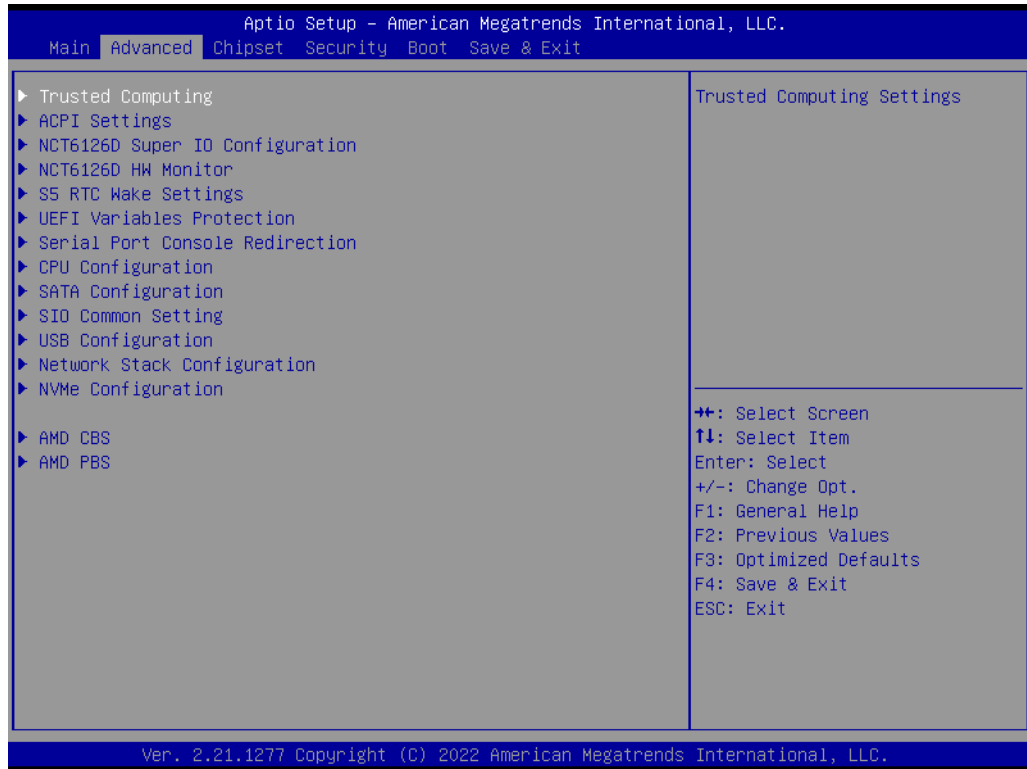 Aptio Setup – American Megatrends International, LLC.
Main Advanced Chipset Security Boot Save & Exit
▶ Trusted Computing
▶ ACPI Settings
▶ NCT6126D Super IO Configuration
▶ NCT6126D HW Monitor
▶ S5 RTC Wake Settings
▶ UEFI Variables Protection
▶ Serial Port Console Redirection
▶ CPU Configuration
▶ SATA Configuration
▶ SIO Common Setting
▶ USB Configuration
▶ Network Stack Configuration
▶ NVMe Configuration
▶ AMD CBS
▶ AMD PBS
Trusted Computing Settings
→←: Select Screen
↑↓: Select Item
Enter: Select
+/-: Change Opt.
F1: General Help
F2: Previous Values
F3: Optimized Defaults
F4: Save & Exit
ESC: Exit
Ver. 2.21.1277 Copyright (C) 2022 American Megatrends International, LLC.